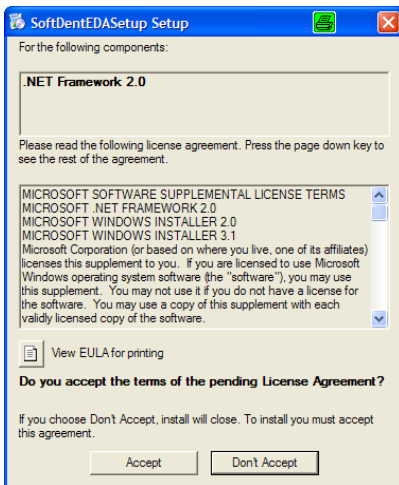 SoftDentEDASetup Setup
For the following components:
.NET Framework 2.0
Please read the following license agreement. Press the page down key to
see the rest of the agreement.
MICROSOFT SOFTWARE SUPPLEMENTAL LICENSE TERMS
MICROSOFT .NET FRAMEWORK 2.0
MICROSOFT WINDOWS INSTALLER 2.0
MICROSOFT WINDOWS INSTALLER 3.1
Microsoft Corporation (or based on where you live, one of its affiliates)
licenses this supplement to you. If you are licensed to use Microsoft
Windows operating system software (the "software"), you may use
this supplement. You may not use it if you do not have a license for
the software. You may use a copy of this supplement with each
validly licensed copy of the software.
View EULA for printing
Do you accept the terms of the pending License Agreement?
If you choose Don't Accept, install will close. To install you must accept
this agreement.
Accept Don't Accept